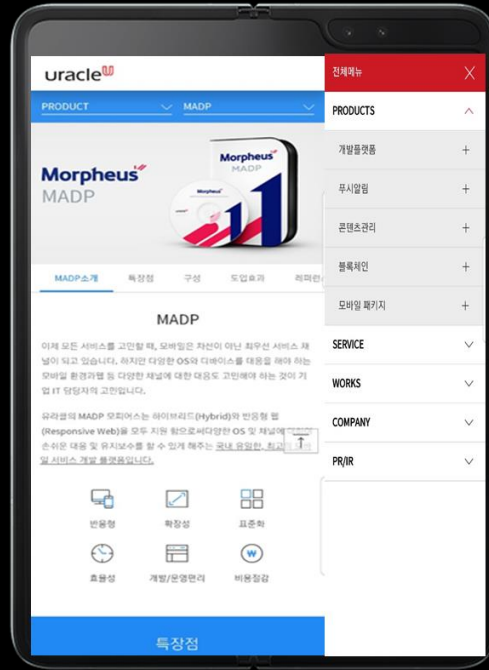 uracle
PRODUCT
MADP
Morpheus
MADP
Morpheus
MADP
Morpheus
MADP소개
특장점
구성
도입효과
레퍼런스
MADP
이제 모든 서비스를 고민할 때, 모바일은 차선이 아닌 최우선 서비스 채
널이 되고 있습니다. 하지만 다양한 OS와 디바이스를 대응을 해야 하는
모바일 환경과웹 등 다양한 채널에 대한 대응도 고민해야 하는 것이 기
업 IT 담당자의 고민입니다.
유라클의 MADP 모피어스는 하이브리드(Hybrid)와 반응형 웹
(Responsive Web)을 모두 지원 함으로써다양한 OS 및 채널에
손쉬운 대응 및 유지보수를 할 수 있게 해주는 국내 유일한, 최고의
일 서비스 개발 플랫폼입니다.
반응형
확장성
표준화
효율성
개발/운영편리
비용절감
특장점
전체메뉴
PRODUCTS
개발플랫폼
푸시알림
콘텐츠관리
블록체인
모바일 패키지
SERVICE
WORKS
COMPANY
PR/IR